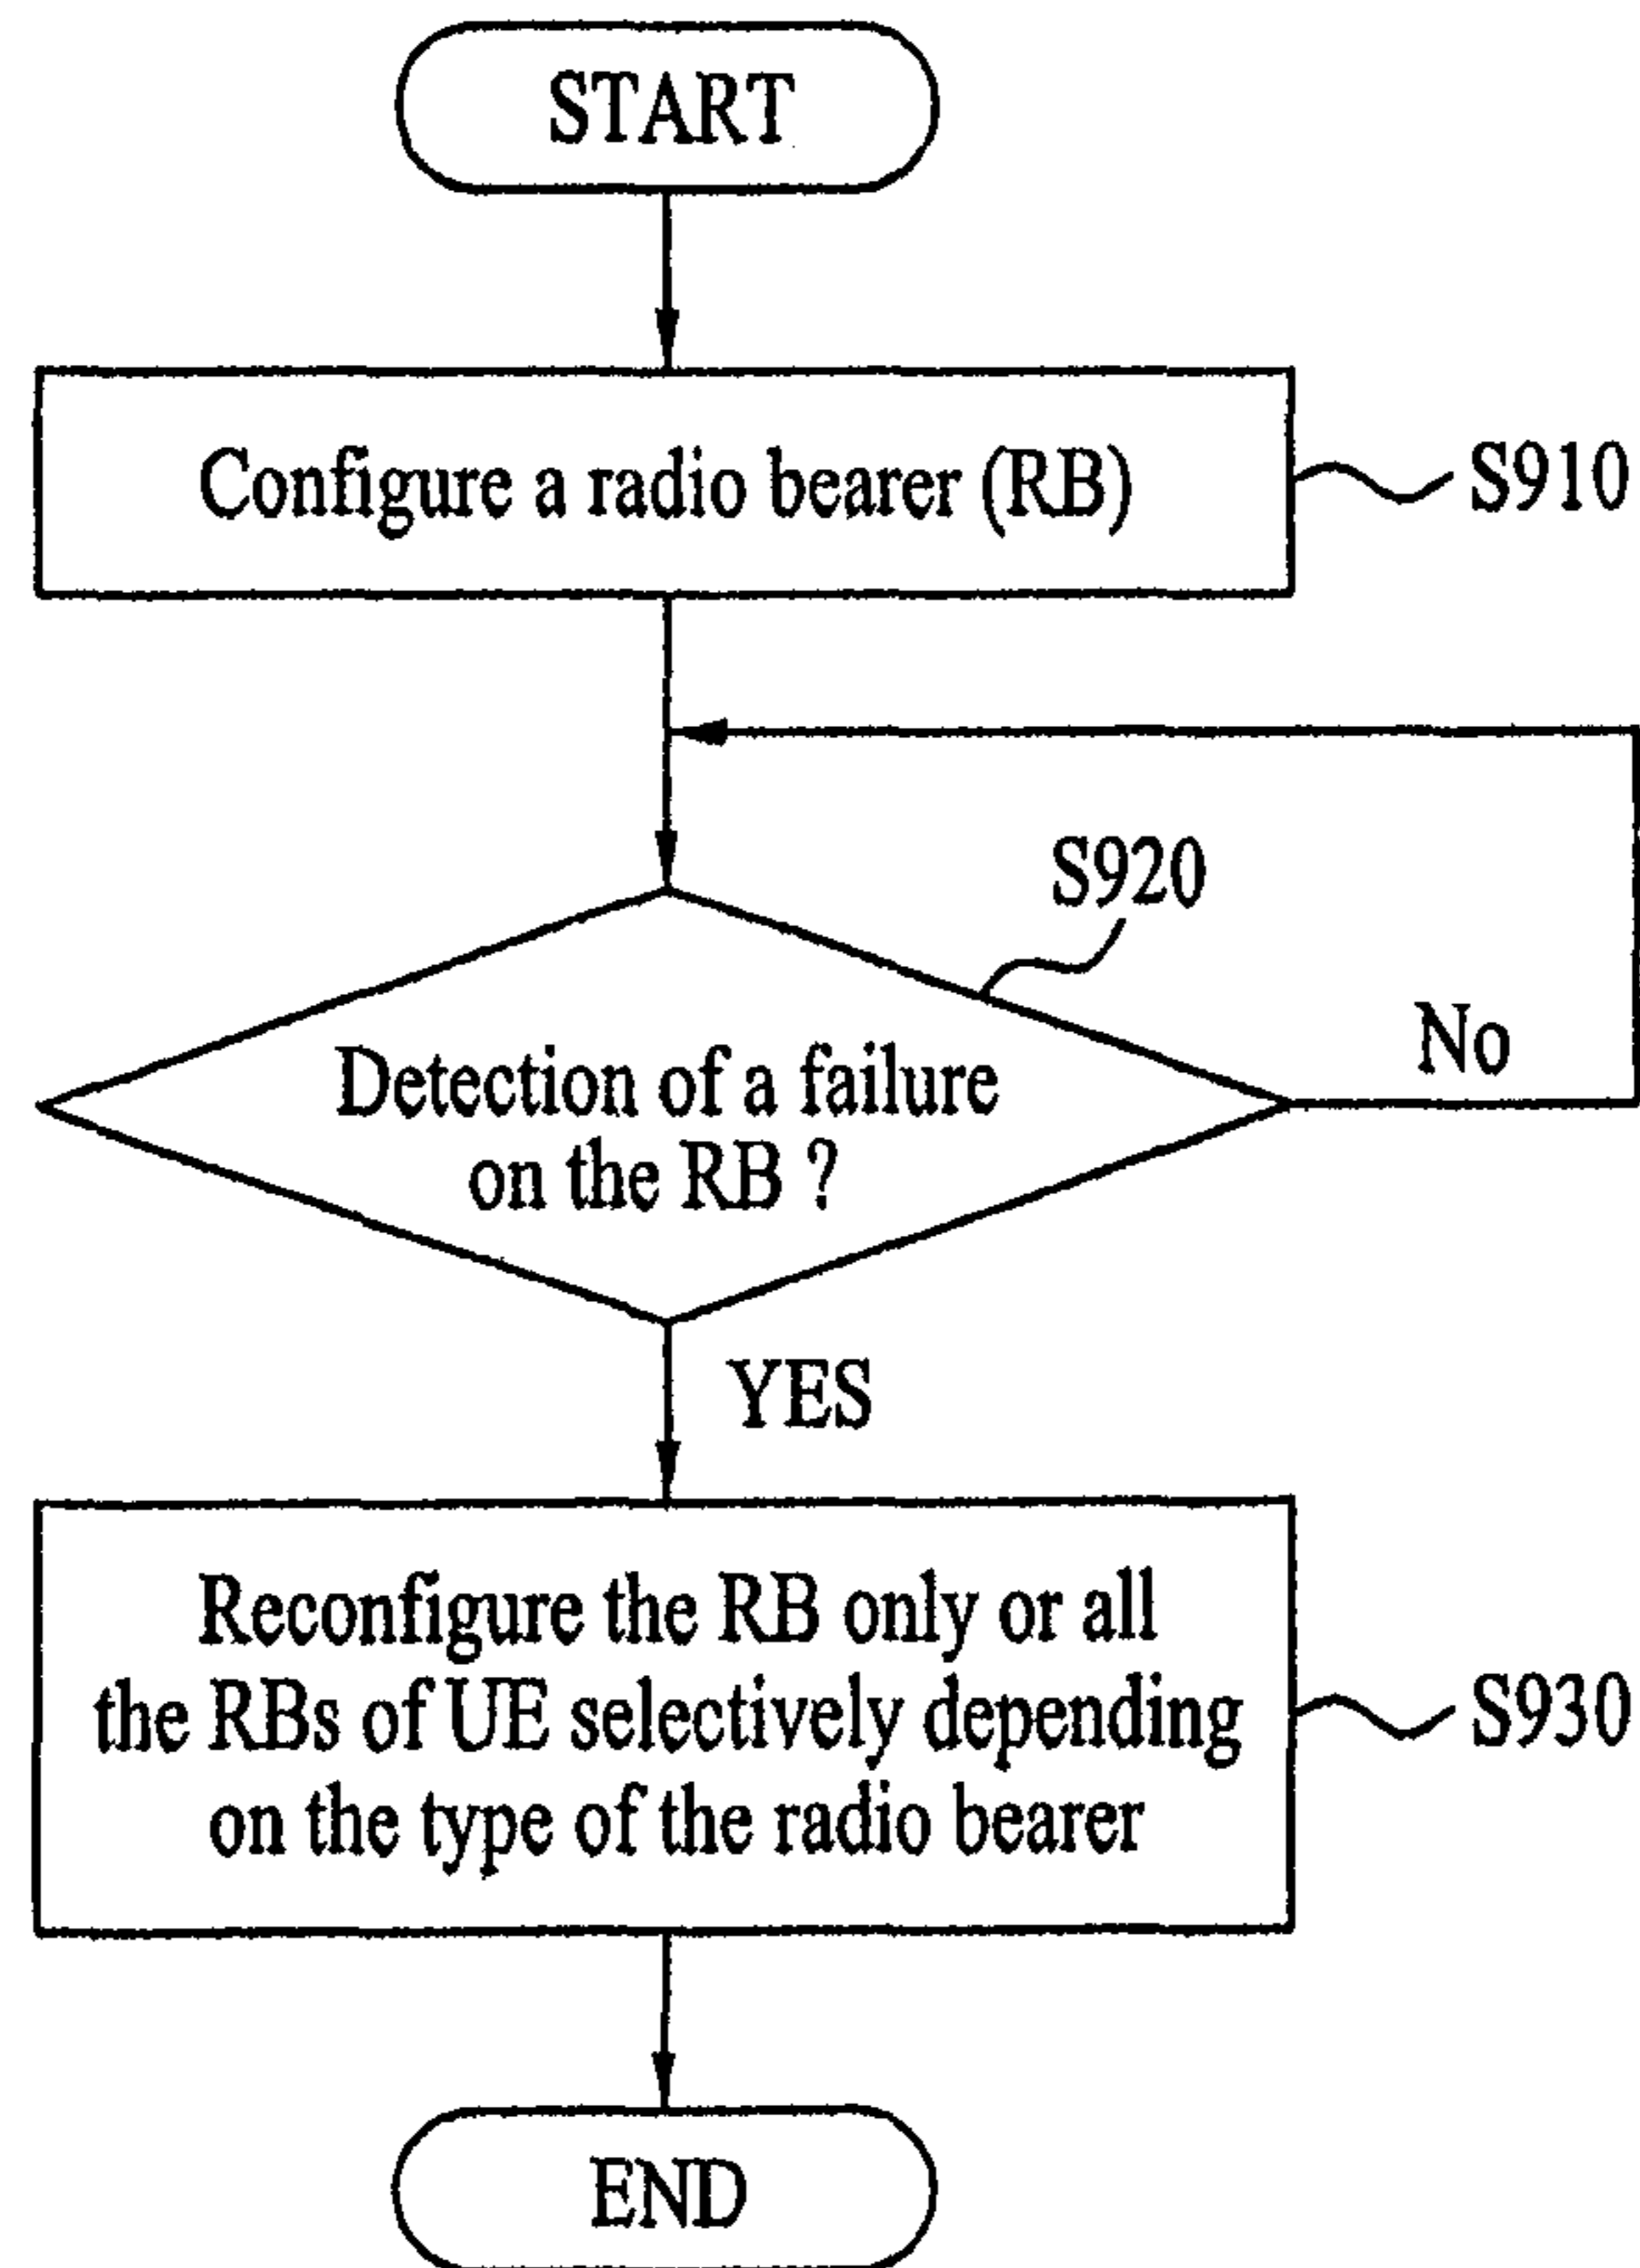 START
Configure a radio bearer (RB)
S910
S920
Detection of a failure
on the RB ?
No
YES
Reconfigure the RB only or all
the RBs of UE selectively depending
on the type of the radio bearer
S930
END